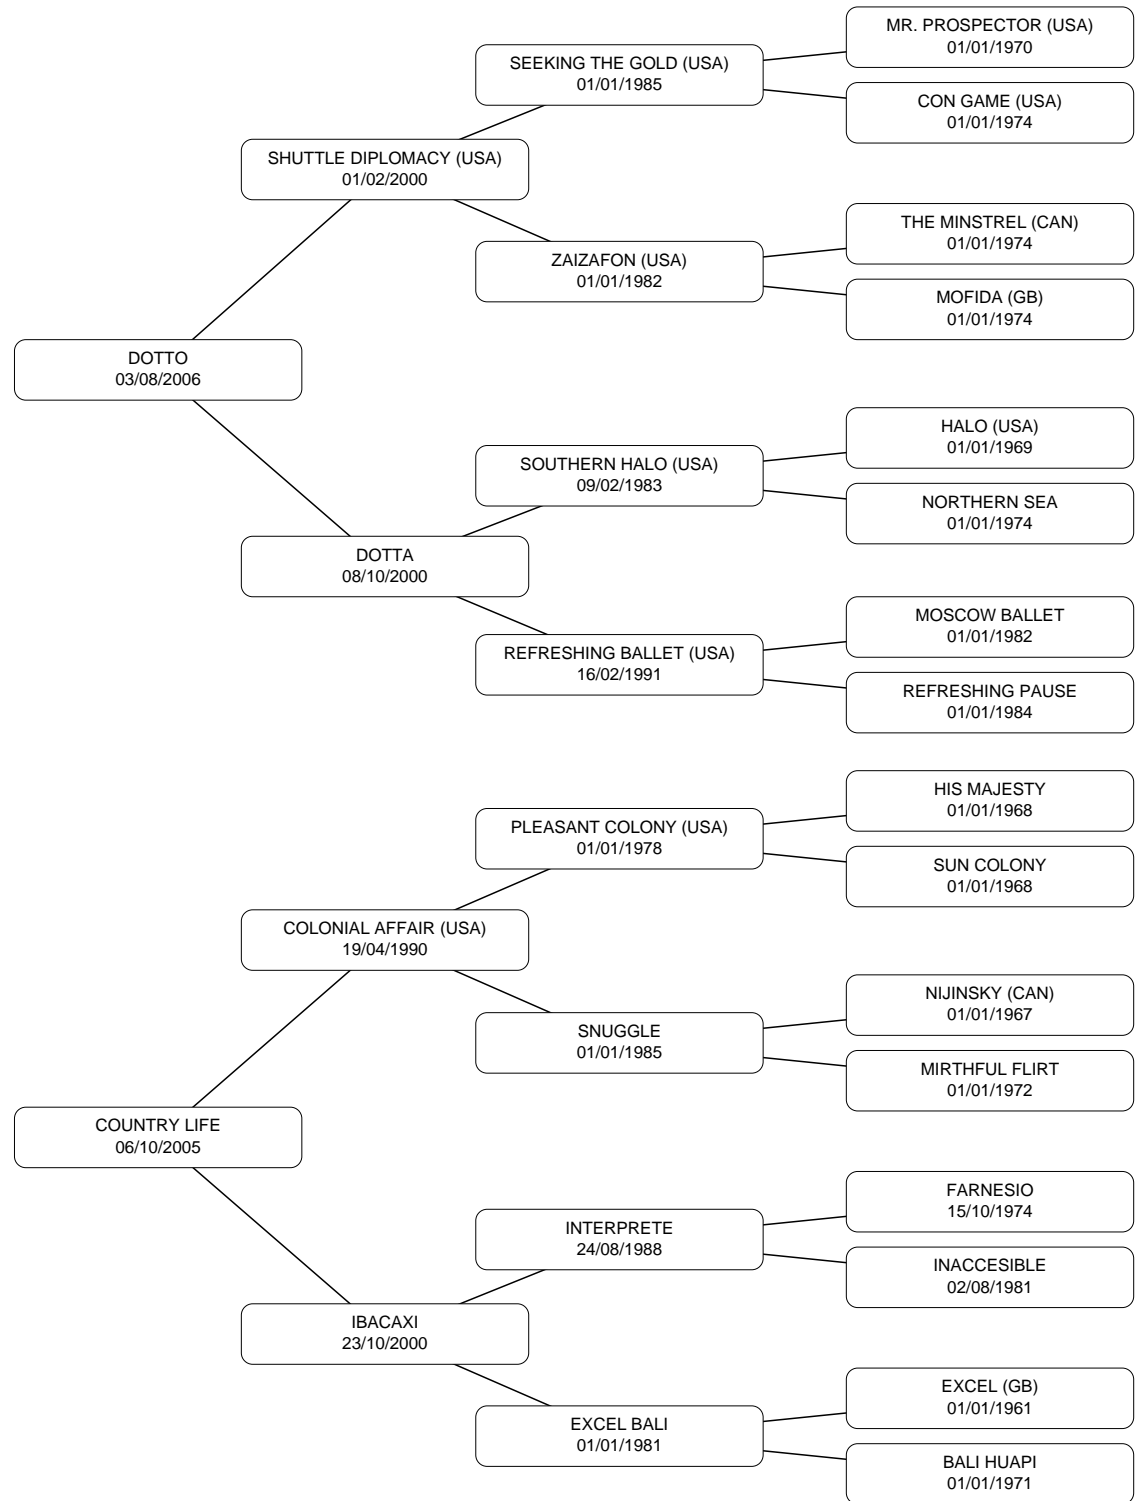 MR. PROSPECTOR (USA)
01/01/1970
SEEKING THE GOLD (USA)
01/01/1985
CON GAME (USA)
01/01/1974
SHUTTLE DIPLOMACY (USA)
01/02/2000
THE MINSTREL (CAN)
01/01/1974
ZAIZAFON (USA)
01/01/1982
MOFIDA (GB)
01/01/1974
DOTTO
03/08/2006
HALO (USA)
01/01/1969
SOUTHERN HALO (USA)
09/02/1983
NORTHERN SEA
01/01/1974
DOTTA
08/10/2000
MOSCOW BALLET
01/01/1982
REFRESHING BALLET (USA)
16/02/1991
REFRESHING PAUSE
01/01/1984
HIS MAJESTY
01/01/1968
PLEASANT COLONY (USA)
01/01/1978
SUN COLONY
01/01/1968
COLONIAL AFFAIR (USA)
19/04/1990
NIJINSKY (CAN)
01/01/1967
SNUGGLE
01/01/1985
MIRTHFUL FLIRT
01/01/1972
COUNTRY LIFE
06/10/2005
FARNESIO
15/10/1974
INTERPRETE
24/08/1988
INACCESIBLE
02/08/1981
IBACAXI
23/10/2000
EXCEL (GB)
01/01/1961
EXCEL BALI
01/01/1981
BALI HUAPI
01/01/1971